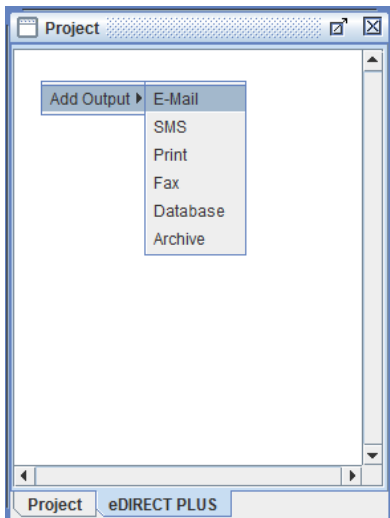 Project
Add Output
E-Mail
SMS
Print
Fax
Database
Archive
Project
eDIRECT PLUS